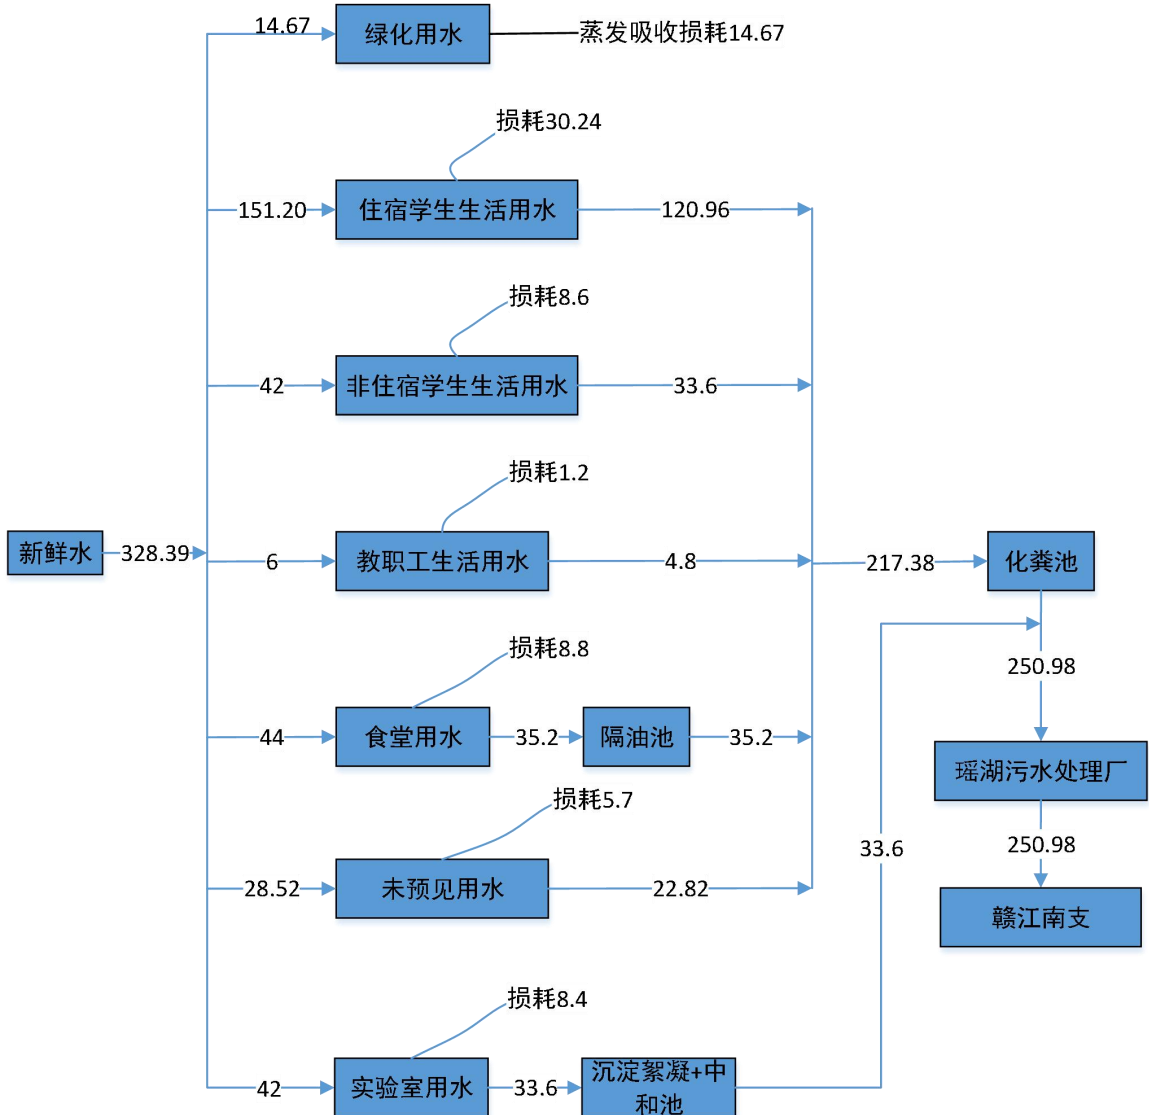 14.67
绿化用水
蒸发吸收损耗14.67
损耗30.24
151.20
住宿学生生活用水
120.96
损耗8.6
42
非住宿学生生活用水
33.6
损耗1.2
新鲜水
328.39
6
教职工生活用水
4.8
217.38
化粪池
损耗8.8
250.98
44
食堂用水
35.2
隔油池
35.2
瑶湖污水处理厂
损耗5.7
33.6
250.98
28.52
未预见用水
22.82
赣江南支
损耗8.4
42
实验室用水
33.6
沉淀絮凝+中
和池